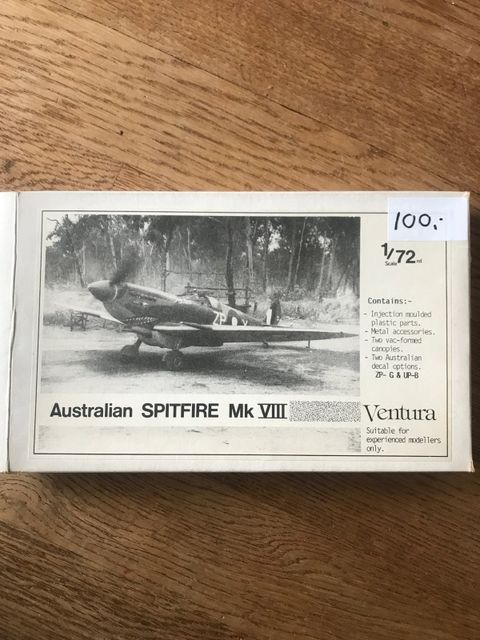 100,-
1/72nd
Scale
Contains:-
- Injection moulded
plastic parts.
- Metal accessories.
- Two vac-formed
canopies.
- Two Australian
decal options.
ZP- G & UP-B
Australian SPITFIRE Mk VIII
Ventura
Suitable for
experienced modellers
only.